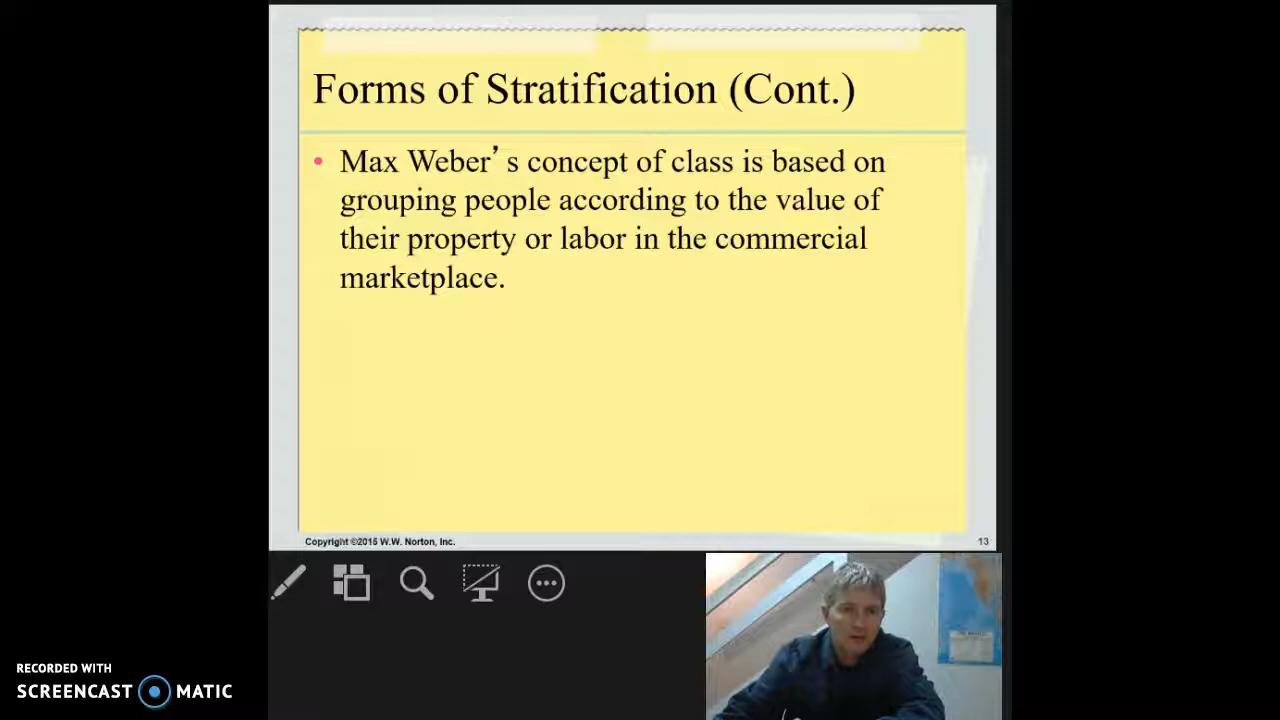 Forms of Stratification (Cont.)
• Max Weber’s concept of class is based on
grouping people according to the value of
their property or labor in the commercial
marketplace.
Copyright ©2015 W.W. Norton, Inc.
13
RECORDED WITH
SCREENCAST MATIC